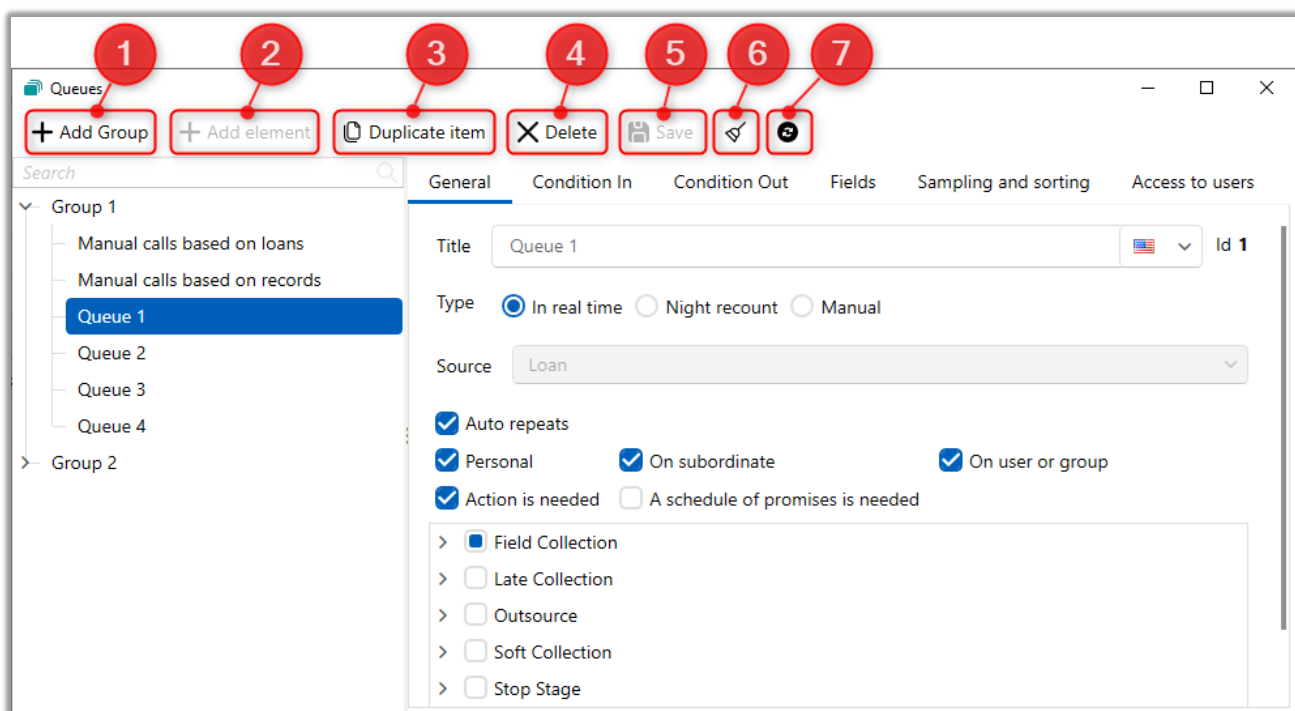 1 2 3 4 5 6 7
Queues
Add Group Add element Duplicate item Delete Save
Search
Group 1
Manual calls based on loans
Manual calls based on records
Queue 1
Queue 2
Queue 3
Queue 4
Group 2
General Condition In Condition Out Fields Sampling and sorting Access to users
Title Queue 1 Id 1
Type In real time Night recount Manual
Source Loan
Auto repeats
Personal On subordinate On user or group
Action is needed A schedule of promises is needed
Field Collection
Late Collection
Outsource
Soft Collection
Stop Stage